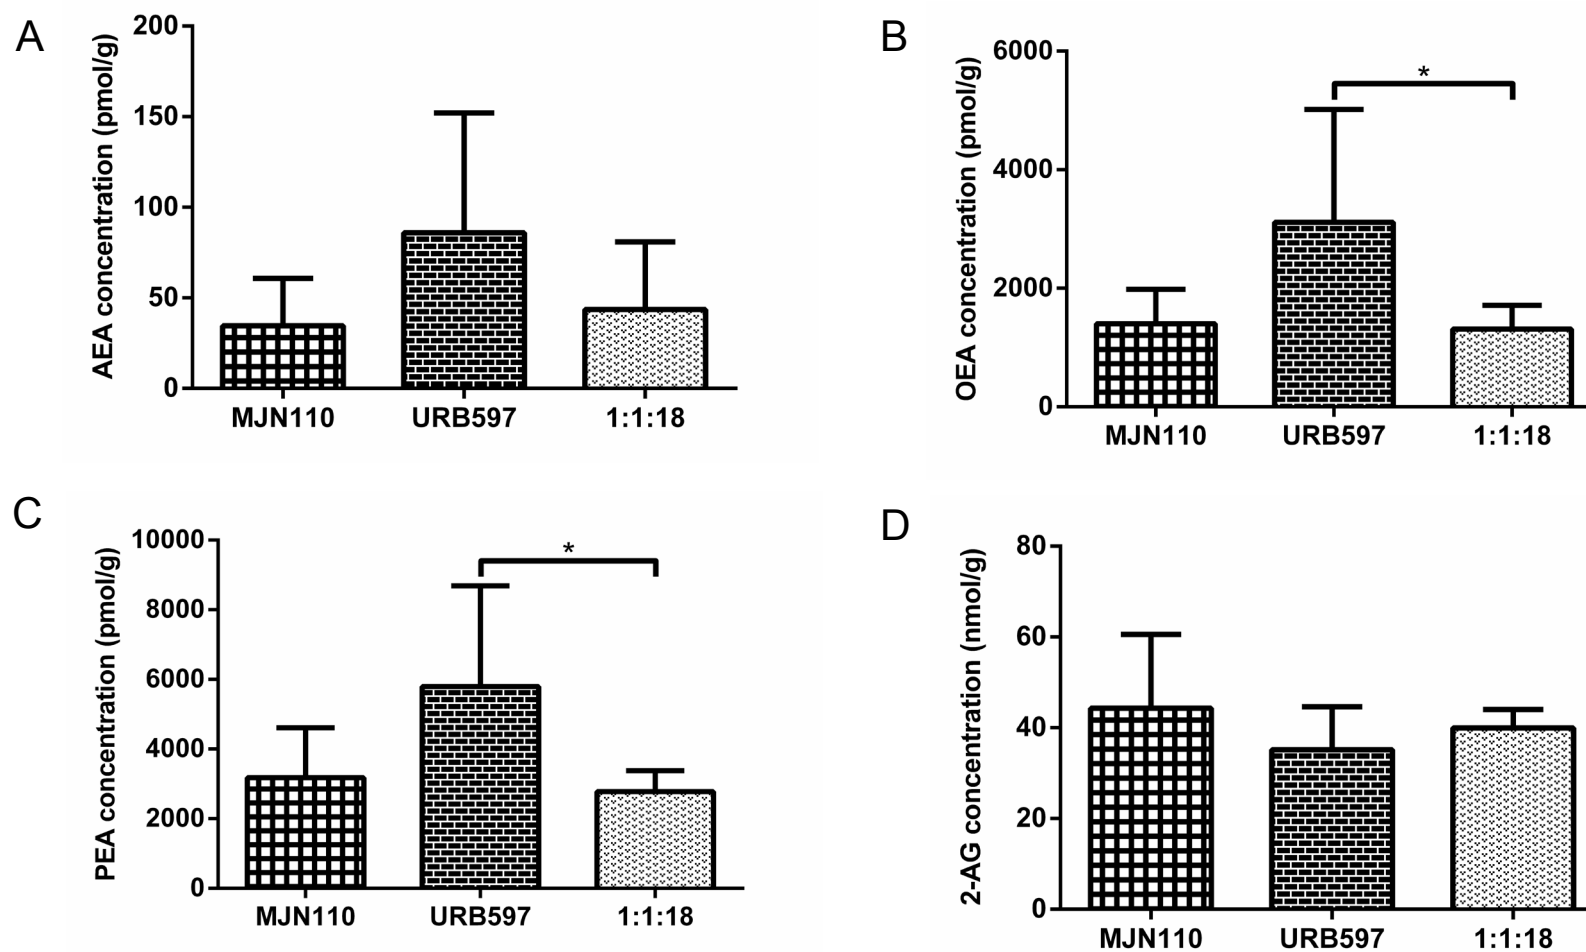 A
AEA concentration (pmol/g)
200
150
100
50
0
MJN110 URB597 1:1:18
B
OEA concentration (pmol/g)
6000
4000
2000
0
*
MJN110 URB597 1:1:18
C
PEA concentration (pmol/g)
10000
8000
6000
4000
2000
0
*
MJN110 URB597 1:1:18
D
2-AG concentration (nmol/g)
80
60
40
20
0
MJN110 URB597 1:1:18